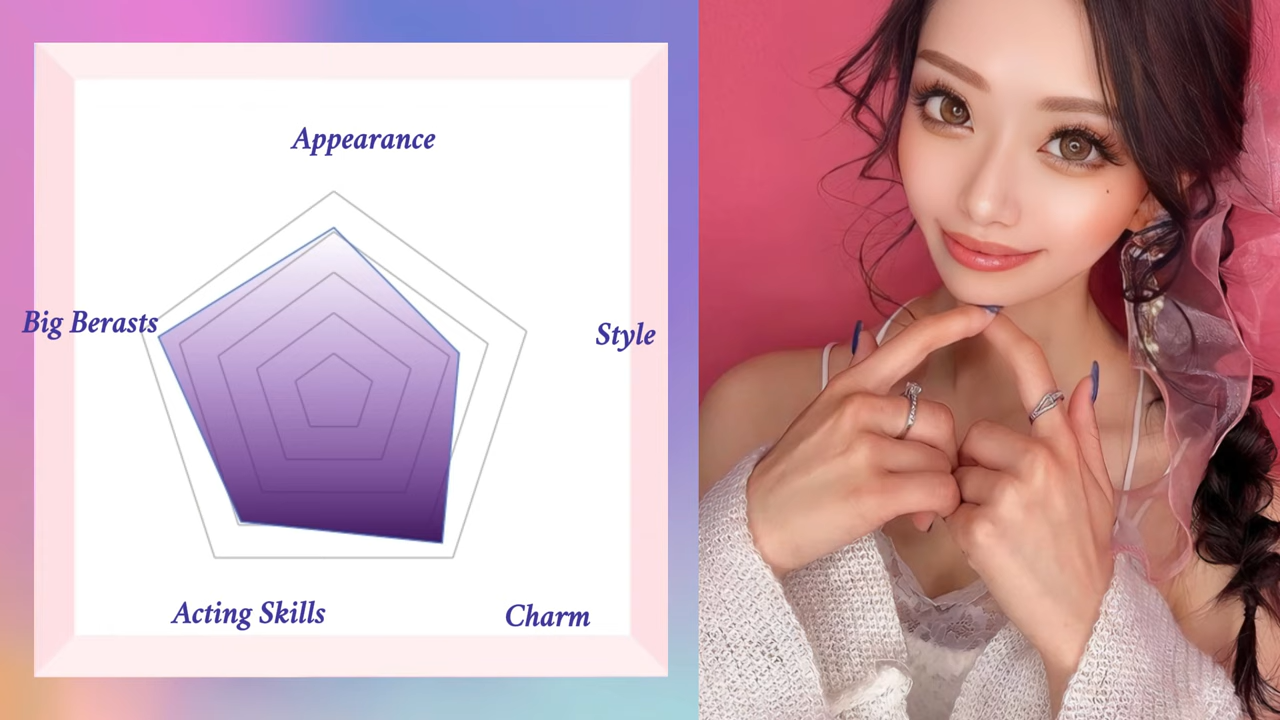 Appearance
Big Berasts
Style
Acting Skills
Charm